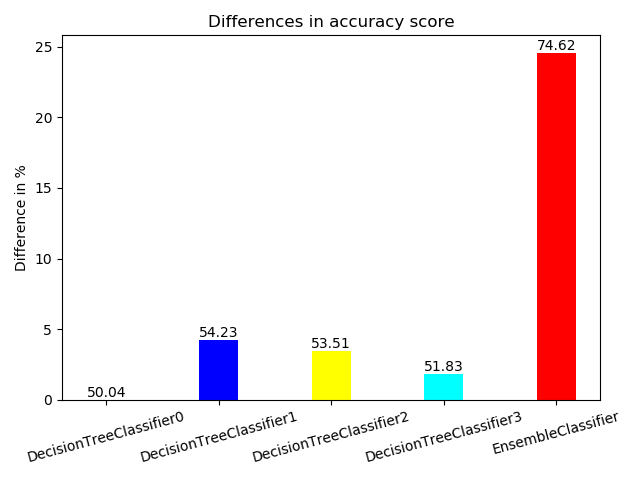 Differences in accuracy score
Difference in %
25
20
15
10
5
0
50.04
54.23
53.51
51.83
74.62
DecisionTreeClassifier0
DecisionTreeClassifier1
DecisionTreeClassifier2
DecisionTreeClassifier3
EnsembleClassifier